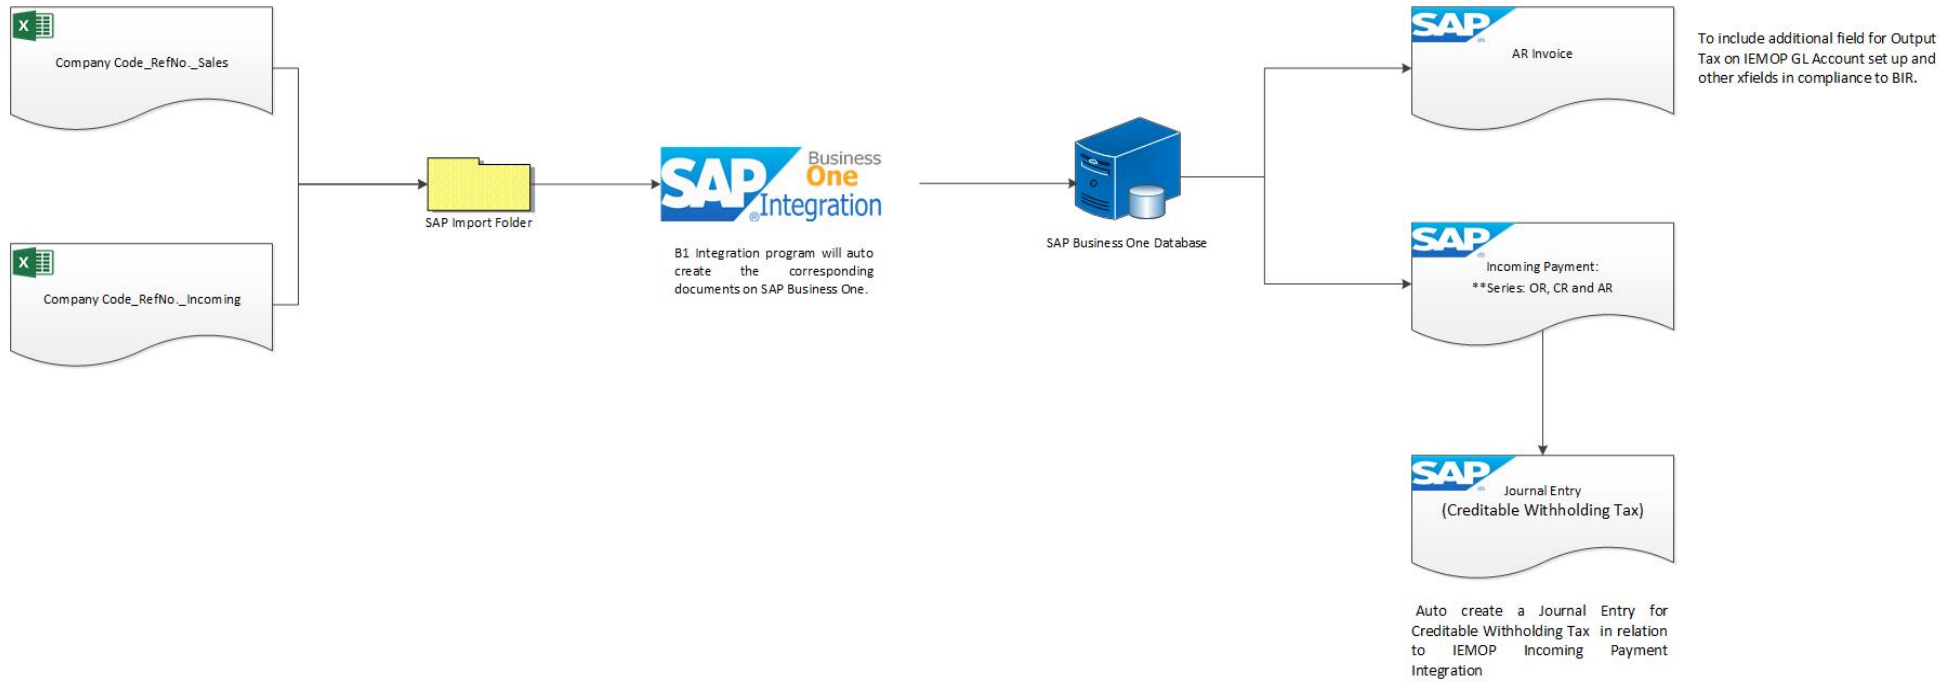 Company Code_RefNo._Sales
Company Code_RefNo._Incoming
SAP Import Folder
SAP
®
Business
One
Integration
B1 Integration program will auto
create the corresponding
documents on SAP Business One.
SAP Business One Database
SAP
AR Invoice
To include additional field for Output
Tax on IEMOP GL Account set up and
other xfields in compliance to BIR.
SAP
Incoming Payment:
**Series: OR, CR and AR
SAP
Journal Entry
(Creditable Withholding Tax)
Auto create a Journal Entry for
Creditable Withholding Tax in relation
to IEMOP Incoming Payment
Integration